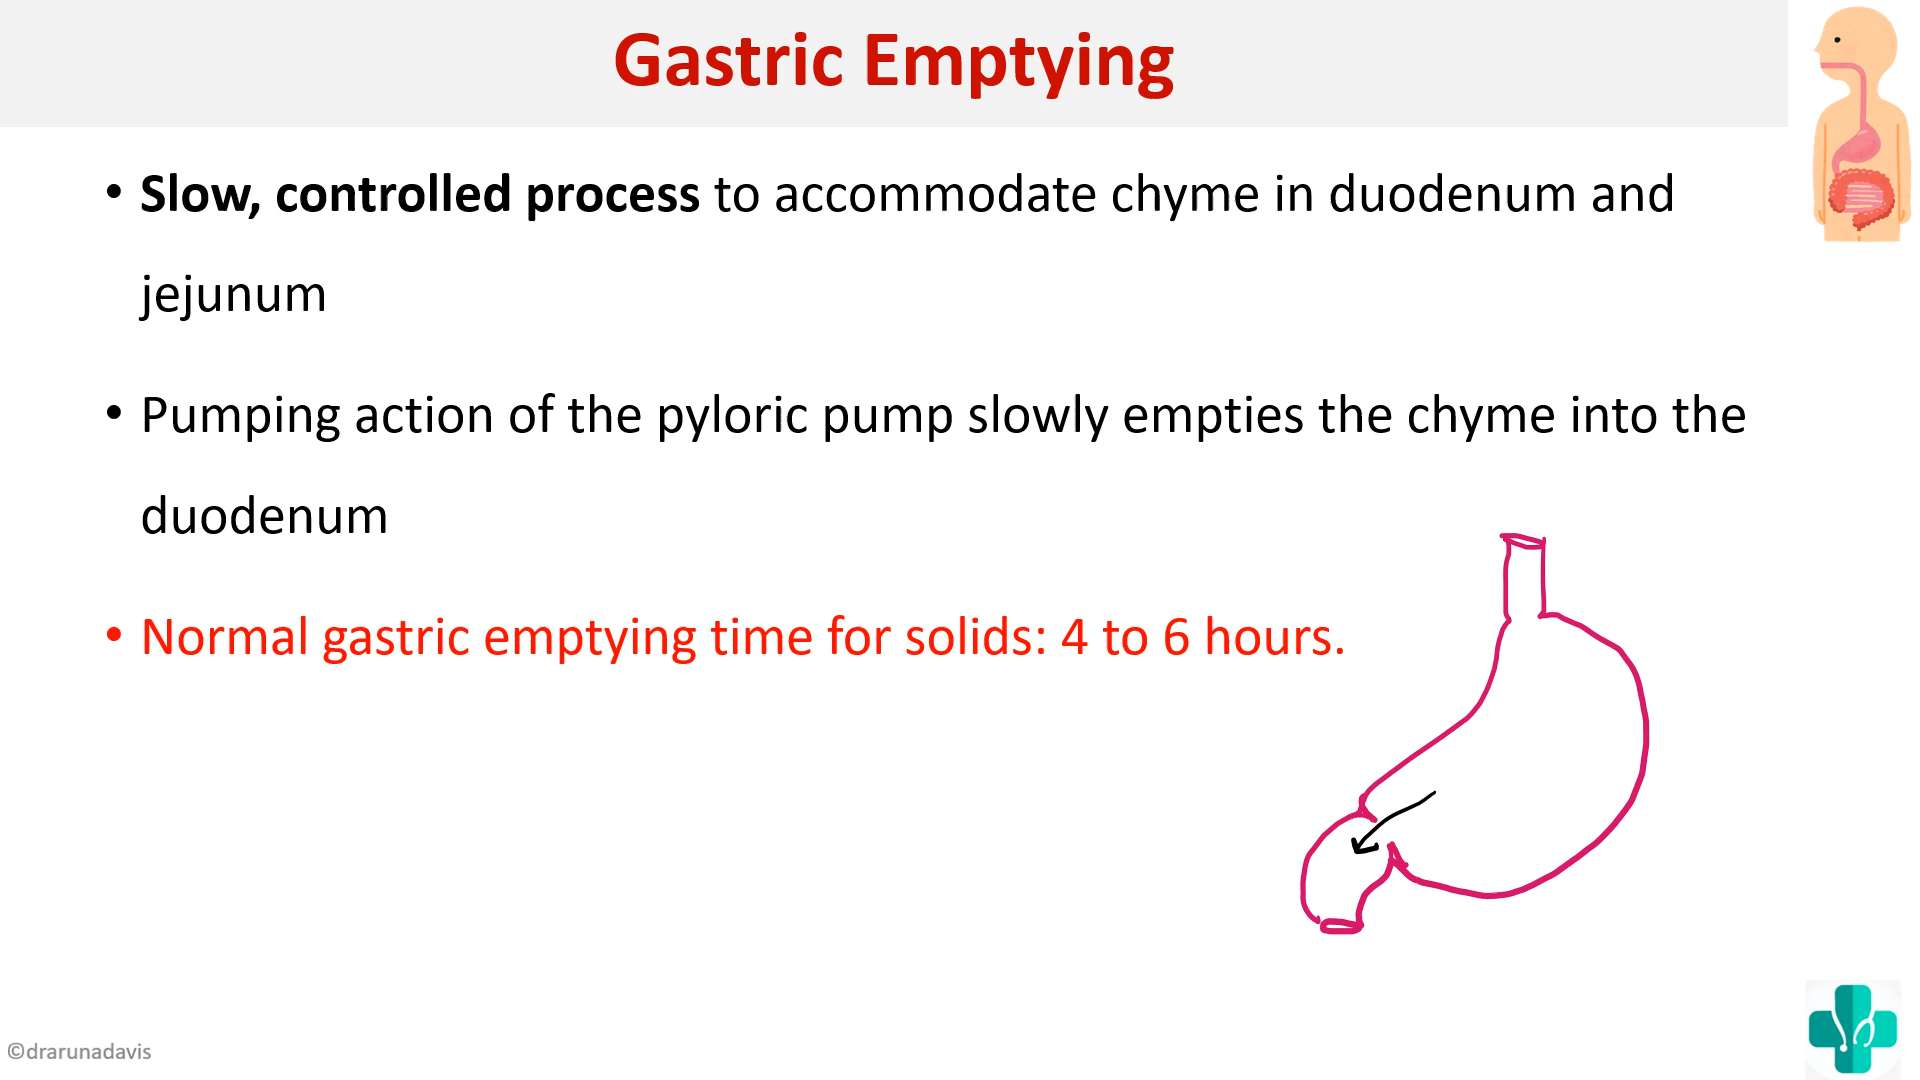 Gastric Emptying
• Slow, controlled process to accommodate chyme in duodenum and
jejunum
• Pumping action of the pyloric pump slowly empties the chyme into the
duodenum
• Normal gastric emptying time for solids: 4 to 6 hours.
©drarunadavis